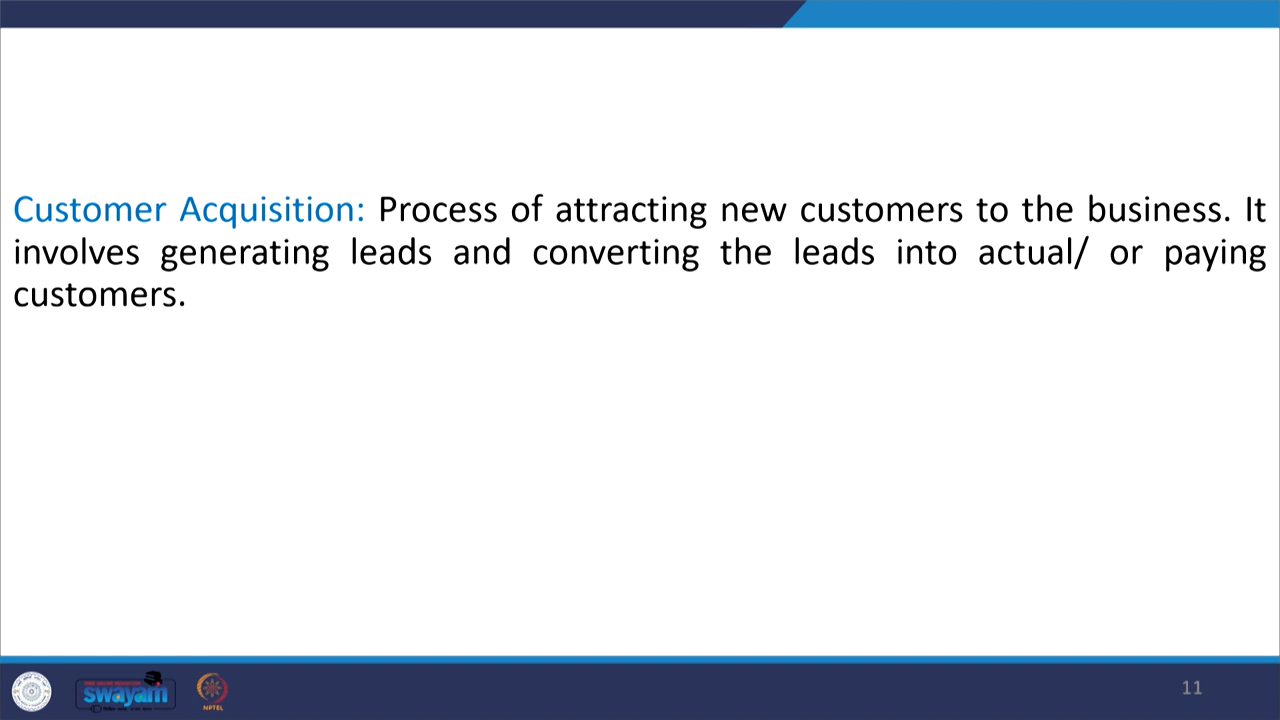 Customer Acquisition: Process of attracting new customers to the business. It
involves generating leads and converting the leads into actual/ or paying
customers.
swayam
NPTEL
11